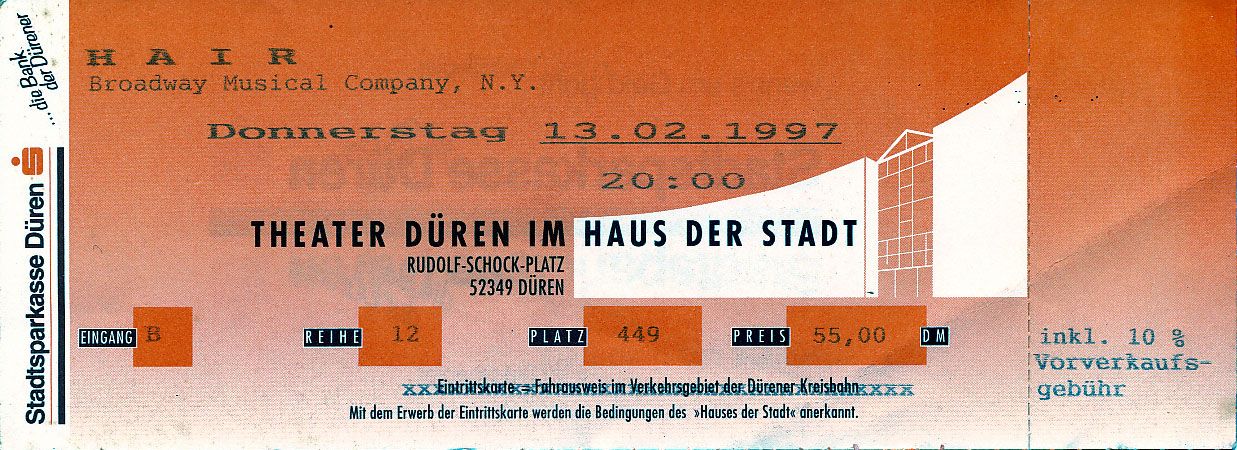 ...die Bank
der Dürener
Stadtsparkasse Düren
H A I R
Broadway Musical Company, N.Y.
Donnerstag 13.02.1997
20:00
THEATER DÜREN IM HAUS DER STADT
RUDOLF-SCHOCK-PLATZ
52349 DÜREN
EINGANG B REIHE 12 PLATZ 449 PREIS 55,00 DM
Eintrittskarte = Fahrausweis im Verkehrsgebiet der Dürener Kreisbahn
Mit dem Erwerb der Eintrittskarte werden die Bedingungen des »Hauses der Stadt« anerkannt.
inkl. 10 %
Vorverkaufs-
gebühr